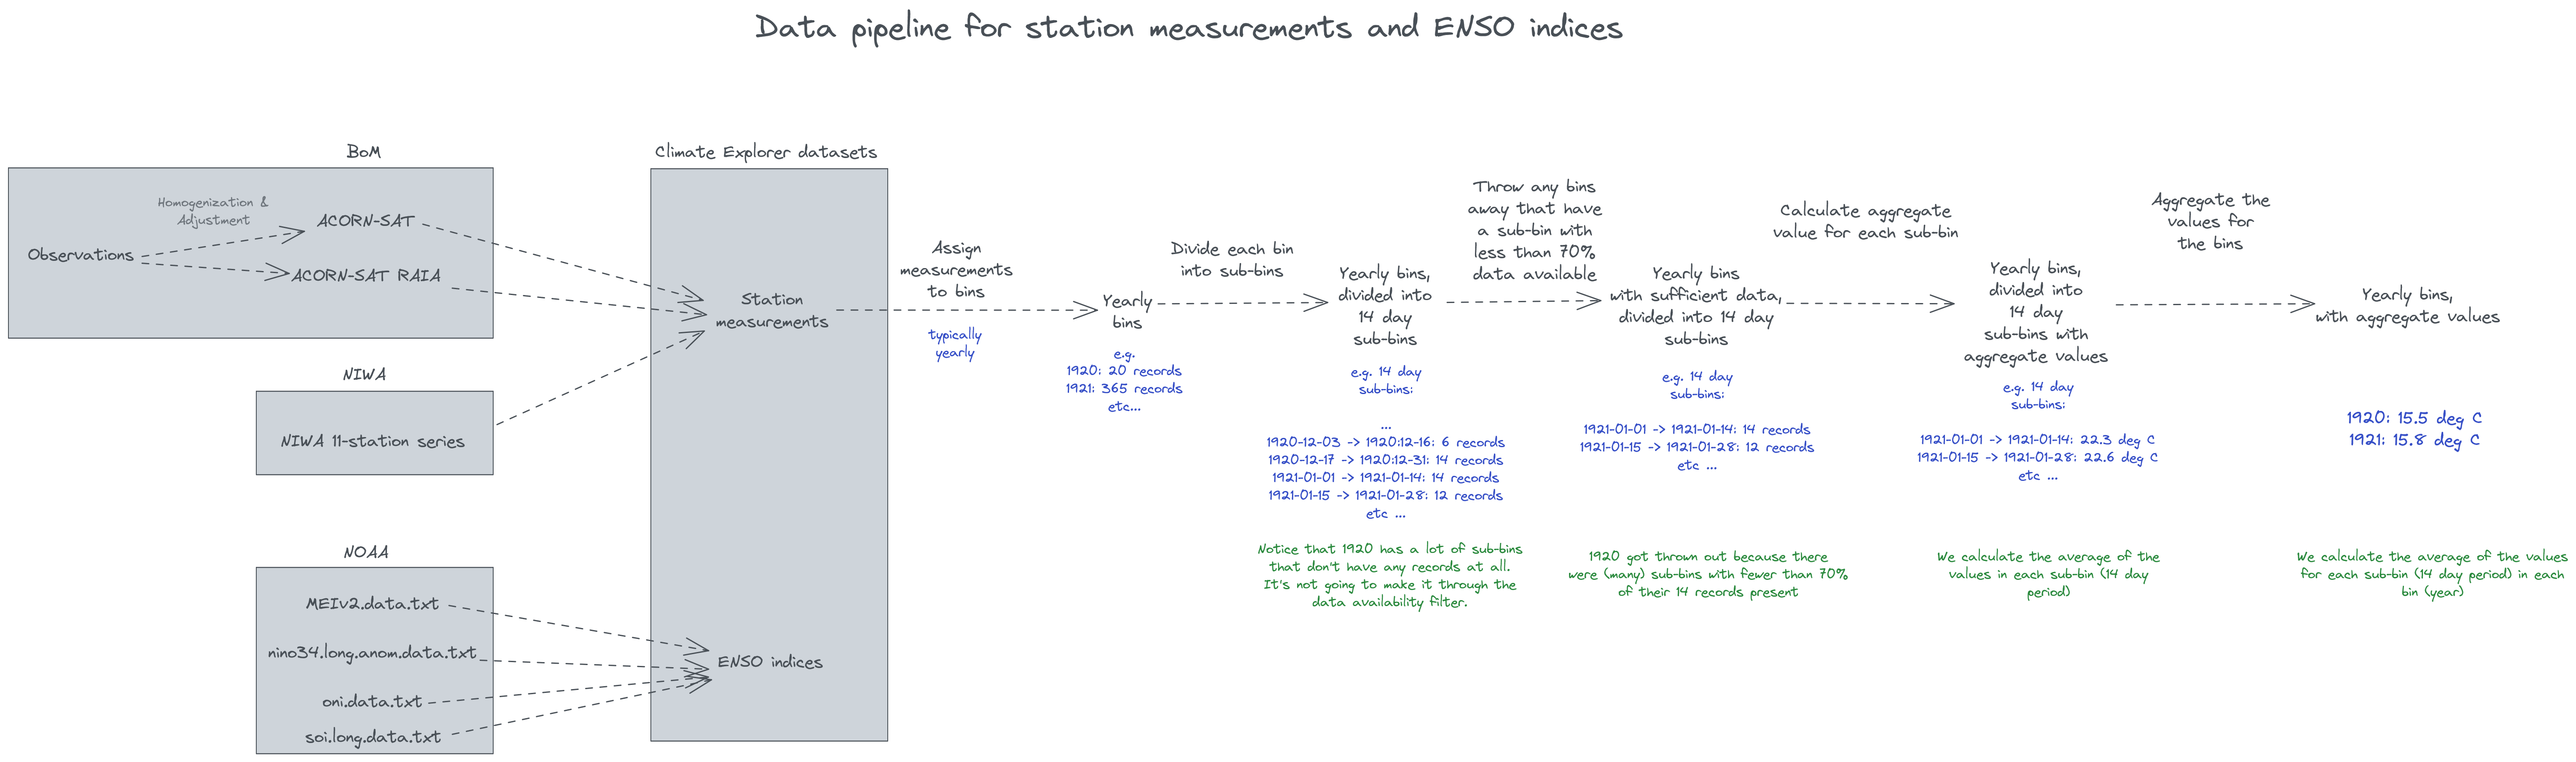 Data pipeline for station measurements and ENSO indices
BoM
Homogenization &
Adjustment
Observations
ACORN-SAT
ACORN-SAT RAIA
NIWA
NIWA 11-station series
NOAA
MEIv2.data.txt
nino34.long.anom.data.txt
oni.data.txt
soi.long.data.txt
Climate Explorer datasets
Station
measurements
ENSO indices
Assign
measurements
to bins
typically
yearly
Yearly
bins
e.g.
1920: 20 records
1921: 365 records
etc...
Divide each bin
into sub-bins
Yearly bins,
divided into
14 day
sub-bins
e.g. 14 day
sub-bins:
...
1920-12-03 -> 1920:12-16: 6 records
1920-12-17 -> 1920:12-31: 14 records
1921-01-01 -> 1921-01-14: 14 records
1921-01-15 -> 1921-01-28: 12 records
etc ...
Notice that 1920 has a lot of sub-bins
that don't have any records at all.
It's not going to make it through the
data availability filter.
Throw any bins
away that have
a sub-bin with
less than 70%
data available
Yearly bins
with sufficient data,
divided into 14 day
sub-bins
e.g. 14 day
sub-bins:
1921-01-01 -> 1921-01-14: 14 records
1921-01-15 -> 1921-01-28: 12 records
etc ...
1920 got thrown out because there
were (many) sub-bins with fewer than 70%
of their 14 records present
Calculate aggregate
value for each sub-bin
Yearly bins,
divided into
14 day
sub-bins with
aggregate values
e.g. 14 day
sub-bins:
1921-01-01 -> 1921-01-14: 22.3 deg C
1921-01-15 -> 1921-01-28: 22.6 deg C
etc ...
We calculate the average of the
values in each sub-bin (14 day
period)
Aggregate the
values for
the bins
Yearly bins,
with aggregate values
1920: 15.5 deg C
1921: 15.8 deg C
We calculate the average of the values
for each sub-bin (14 day period) in each
bin (year)